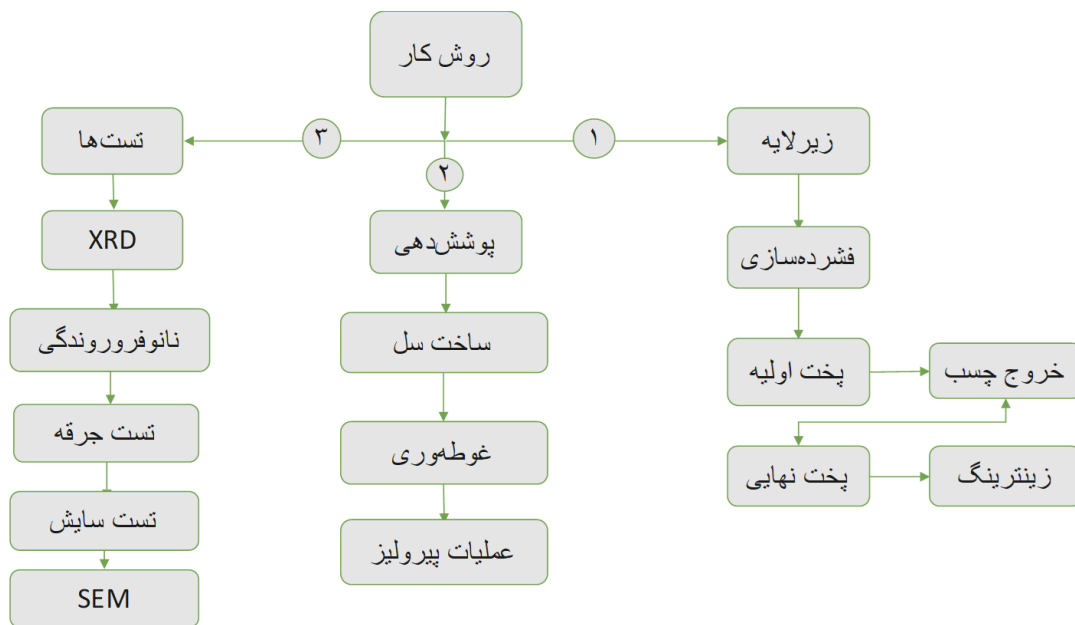 روش کار
۱
زیرلایه
فشرده‌سازی
پخت اولیه
خروج چسب
پخت نهایی
زینترینگ
۲
پوشش‌دهی
ساخت سل
غوطه‌وری
عملیات پیرولیز
۳
تست‌ها
XRD
نانوفروروندگی
تست جرقه
تست سایش
SEM